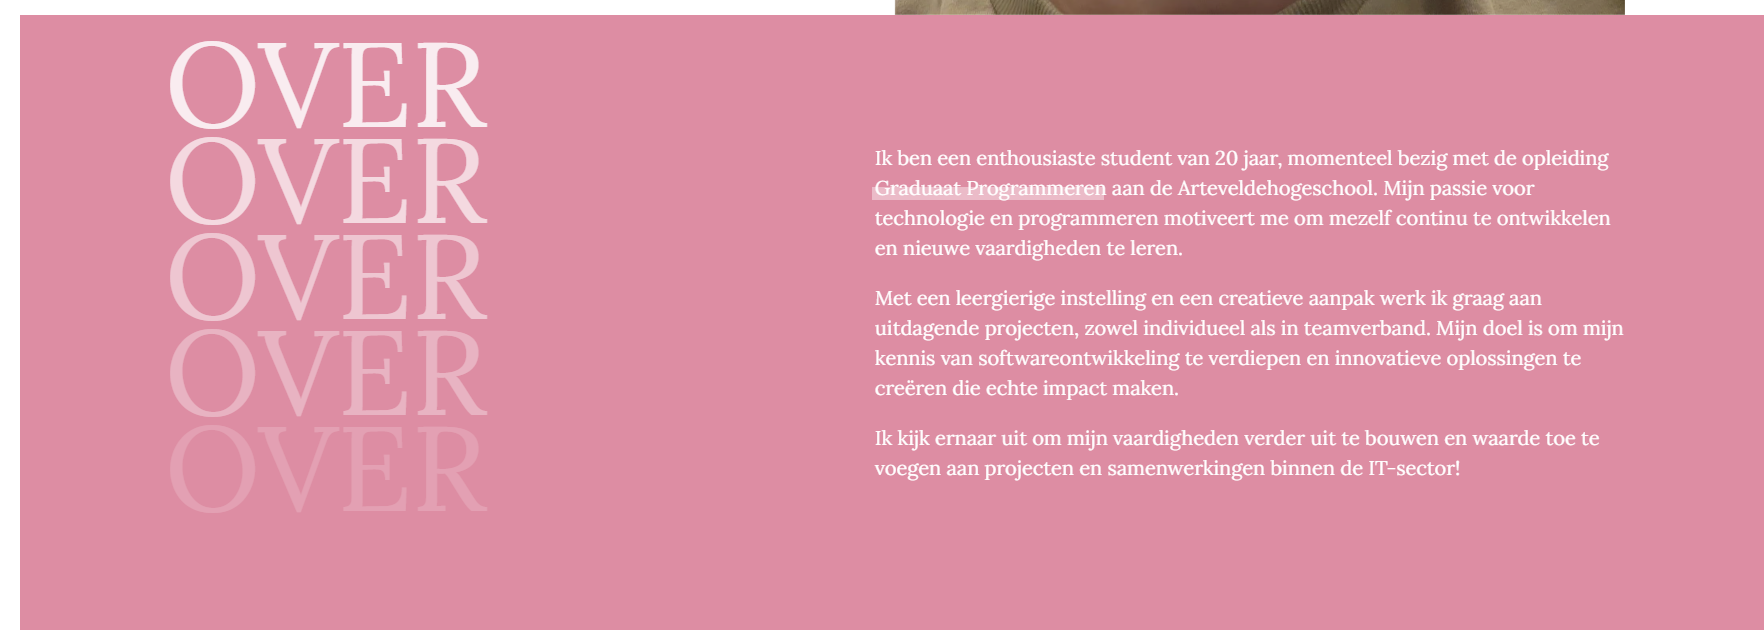 OVER
OVER
OVER
OVER
OVER
Ik ben een enthousiaste student van 20 jaar, momenteel bezig met de opleiding
Graduaat Programmeren aan de Arteveldehogeschool. Mijn passie voor
technologie en programmeren motiveert me om mezelf continu te ontwikkelen
en nieuwe vaardigheden te leren.
Met een leergierige instelling en een creatieve aanpak werk ik graag aan
uitdagende projecten, zowel individueel als in teamverband. Mijn doel is om mijn
kennis van softwareontwikkeling te verdiepen en innovatieve oplossingen te
creëren die echte impact maken.
Ik kijk ernaar uit om mijn vaardigheden verder uit te bouwen en waarde toe te
voegen aan projecten en samenwerkingen binnen de IT-sector!